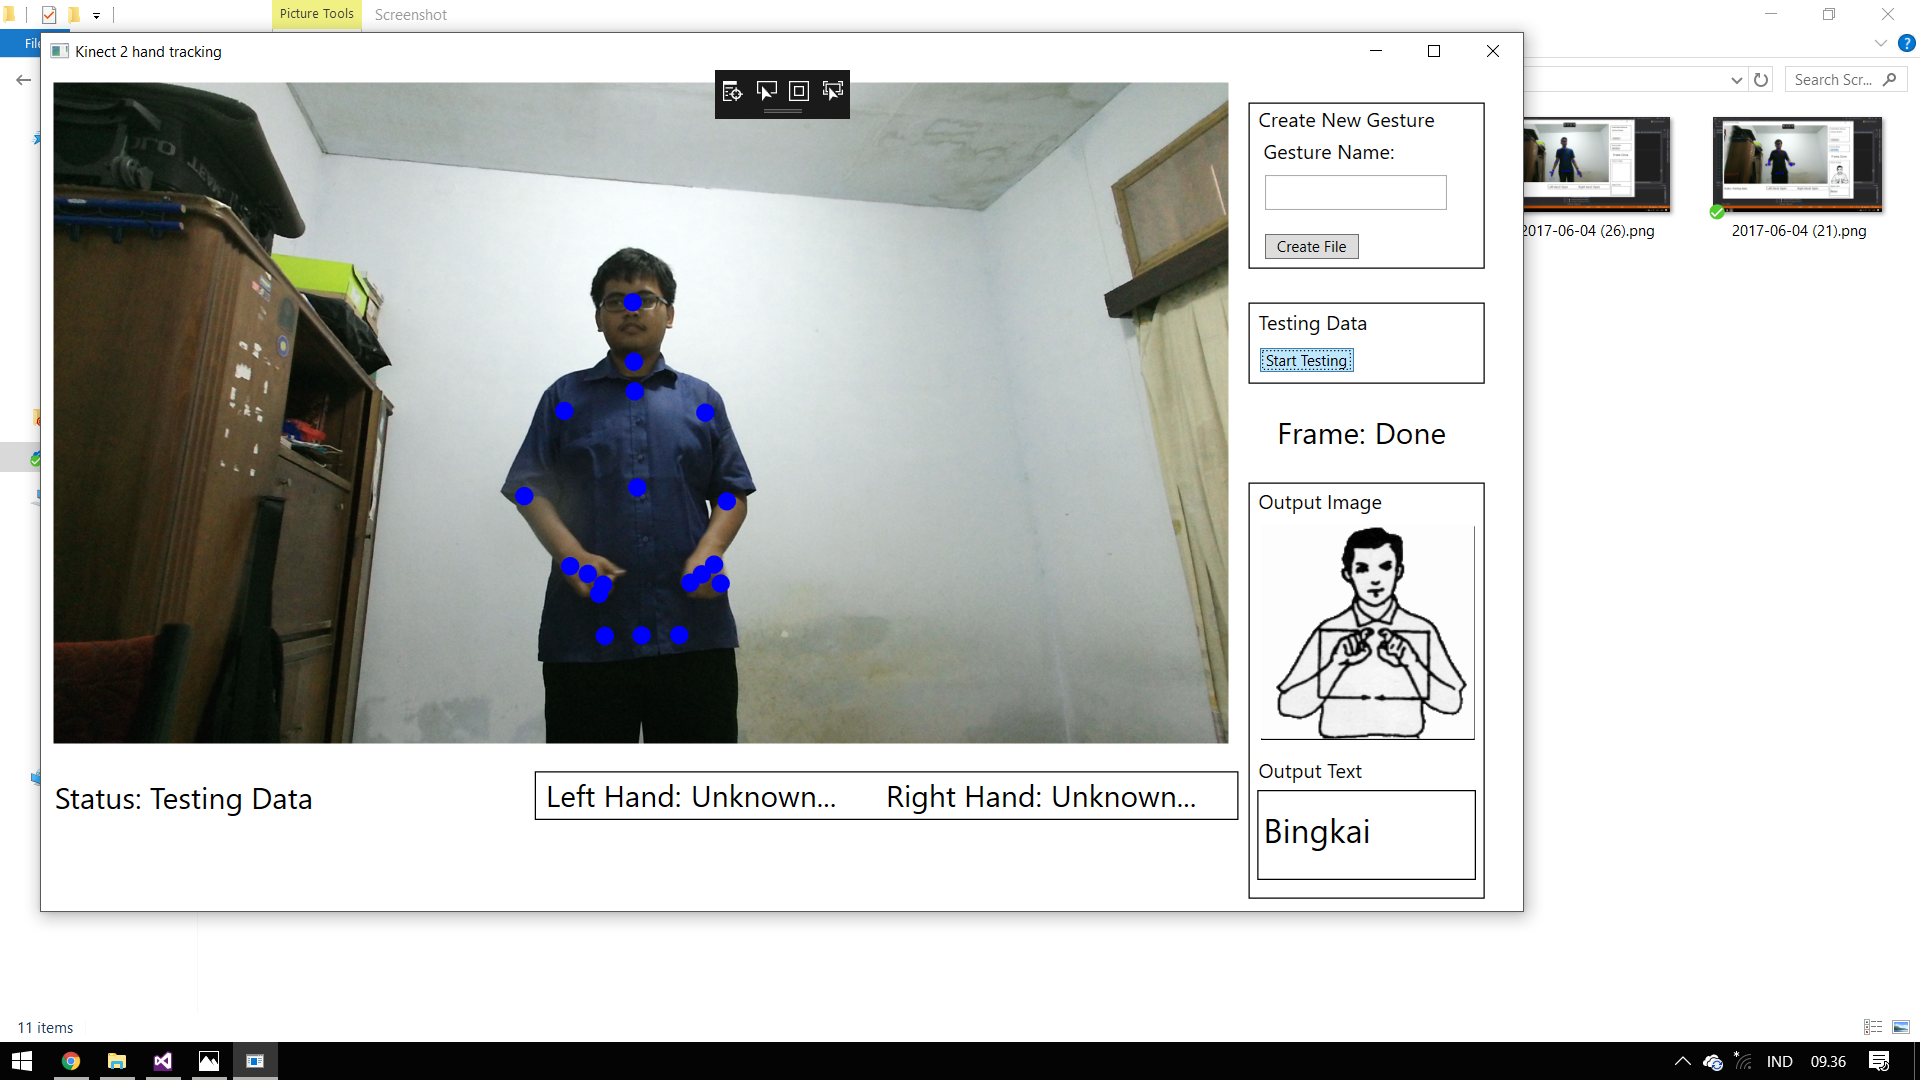 Picture Tools
Screenshot
File
Kinect 2 hand tracking
Search Scr...
Create New Gesture
Gesture Name:
Create File
2017-06-04 (26).png
2017-06-04 (21).png
Testing Data
Start Testing
Frame: Done
Output Image
Output Text
Bingkai
Status: Testing Data
Left Hand: Unknown...
Right Hand: Unknown...
11 items
IND
09.36